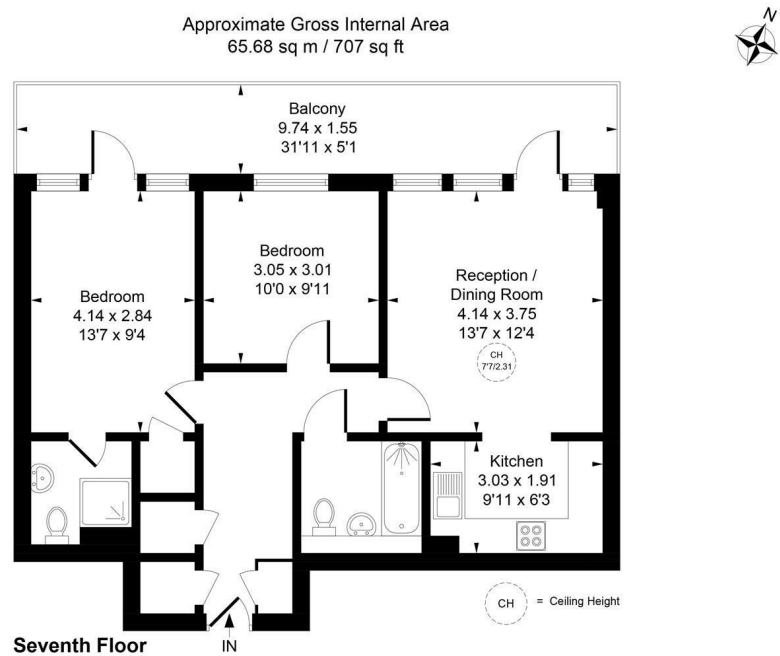 Approximate Gross Internal Area
65.68 sq m / 707 sq ft
N
Balcony
9.74 x 1.55
31'11 x 5'1
Bedroom
4.14 x 2.84
13'7 x 9'4
Bedroom
3.05 x 3.01
10'0 x 9'11
Reception /
Dining Room
4.14 x 3.75
13'7 x 12'4
CH
7'7/2.31
Kitchen
3.03 x 1.91
9'11 x 6'3
CH = Ceiling Height
Seventh Floor
IN